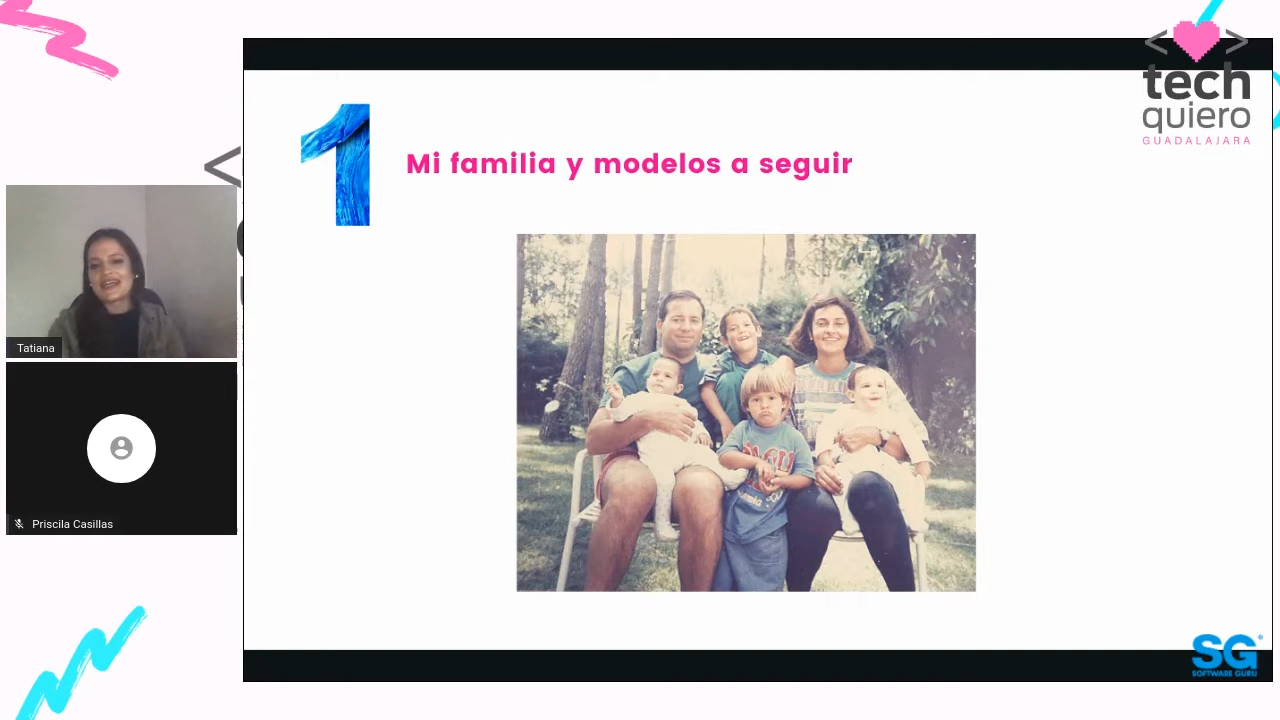 1
Mi familia y modelos a seguir
< >
tech
quiero
GUADALAJARA
Tatiana
Priscila Casillas
SG
SOFTWARE GURU